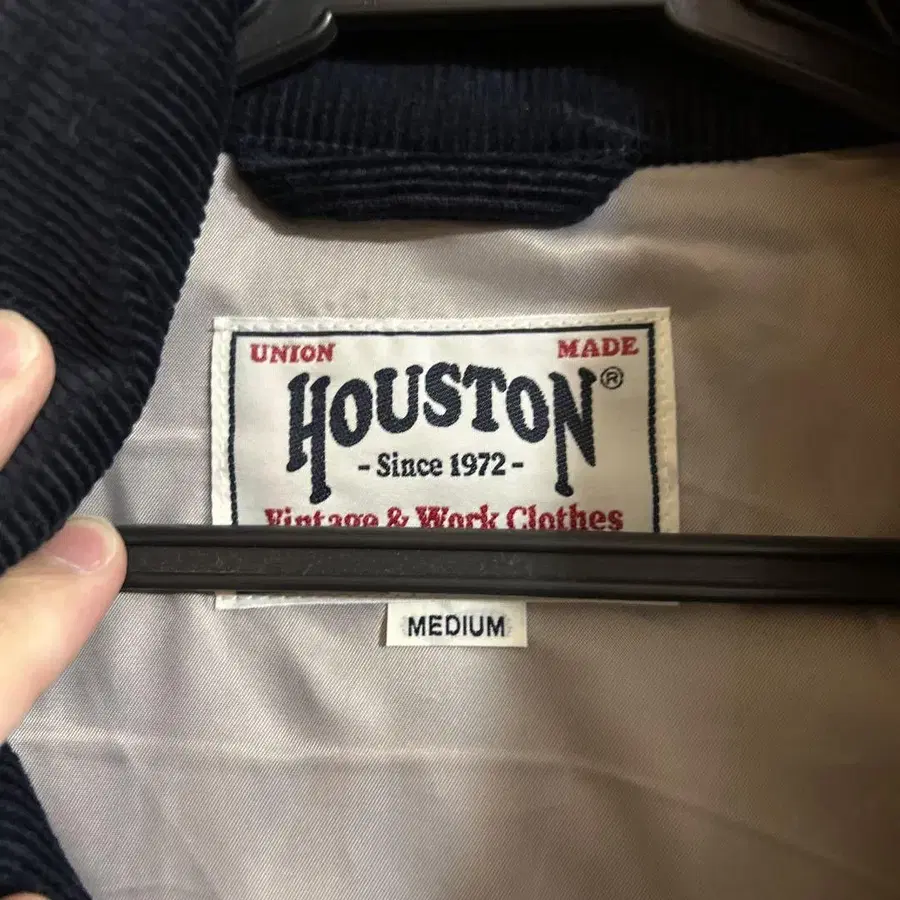 UNION MADE
HOUSTON®
- Since 1972 -
Vintage & Work Clothes
MEDIUM